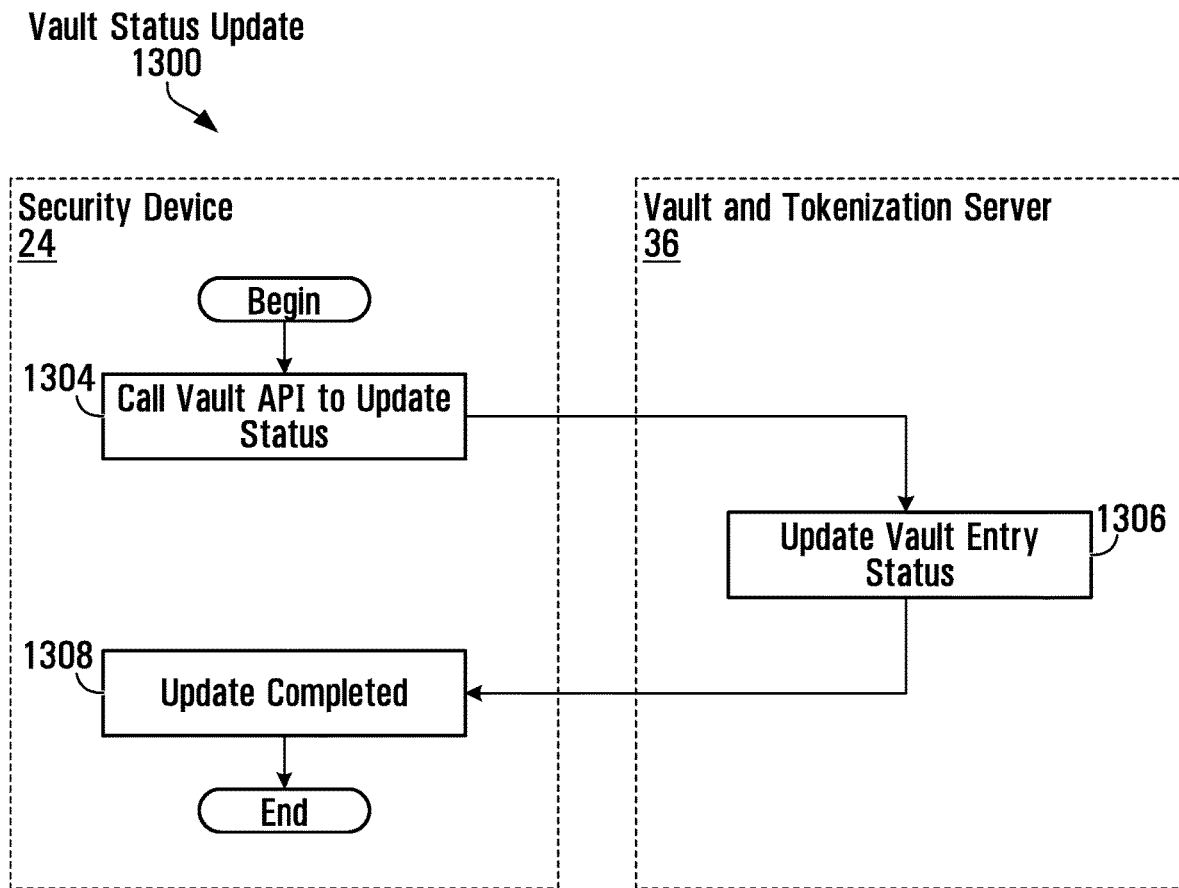 Vault Status Update
1300
Security Device
24
Begin
1304
Call Vault API to Update
Status
Vault and Tokenization Server
36
Update Vault Entry
Status
1306
1308
Update Completed
End